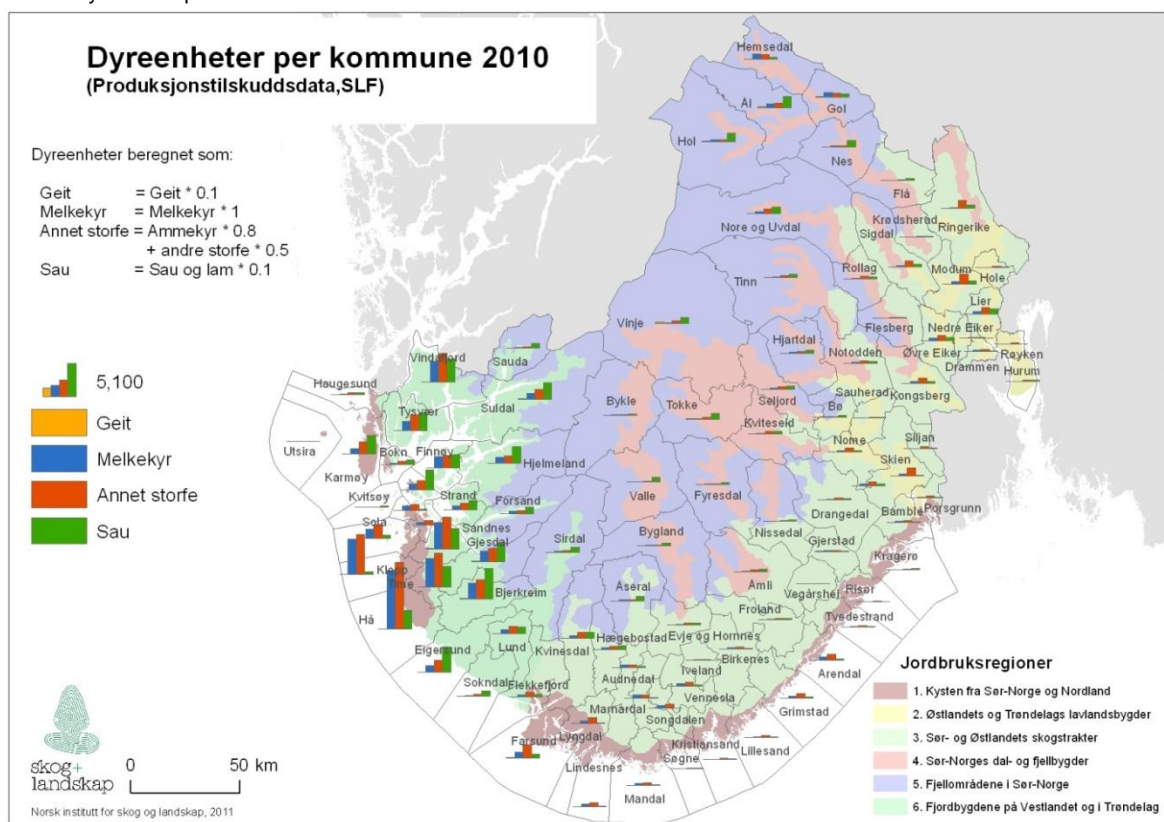 Dyreenheter per kommune 2010
(Produksjonstilskuddsdata,SLF)
Dyreenheter beregnet som:
Geit = Geit * 0.1
Melkekyr = Melkekyr * 1
Annet storfe = Ammekyr * 0.8
+ andre storfe * 0.5
Sau = Sau og lam * 0.1
5,100
Geit
Melkekyr
Annet storfe
Sau
Hemsedal
Ål
Gol
Hol
Nes
Flå
Krødsherad
Ringerike
Nore og Uvdal
Sigdal
Rollag
Modum
Hole
Tinn
Lier
Flesberg
Nedre Eiker
Vinje
Hjartdal
Notodden
Øvre Eiker
Røyken
Drammen
Hurum
Vindafjord
Sauda
Haugesund
Sauherad
Kongsberg
Tysvær
Suldal
Bykle
Tokke
Seljord
Bø
Kviteseid
Utsira
Bokn
Finnøy
Nome
Siljan
Skien
Karmøy
Hjelmeland
Kvitsøy
Strand
Forsand
Valle
Fyresdal
Drangedal
Bamble
Porsgrunn
Sola
Sandnes
Gjesdal
Sirdal
Bygland
Nissedal
Gjerstad
Kragerø
Klepp
Time
Bjerkreim
Åseral
Åmli
Vegårshei
Risør
Hå
Froland
Tvedestrand
Eigersund
Lund
Kvinesdal
Hægebostad
Evje og Hornnes
Birkenes
Audnedal
Iveland
Arendal
Sokndal
Flekkefjord
Marnardal
Vennesla
Songdalen
Grimstad
Lyngdal
Kristiansand
Lillesand
Farsund
Søgne
Lindesnes
Mandal
Jordbruksregioner
1. Kysten fra Sør-Norge og Nordland
2. Østlandets og Trøndelags lavlandsbygder
3. Sør- og Østlandets skogstrakter
4. Sør-Norges dal- og fjellbygder
5. Fjellområdene i Sør-Norge
6. Fjordbygdene på Vestlandet og i Trøndelag
skog+
landskap
0 50 km
Norsk institutt for skog og landskap, 2011